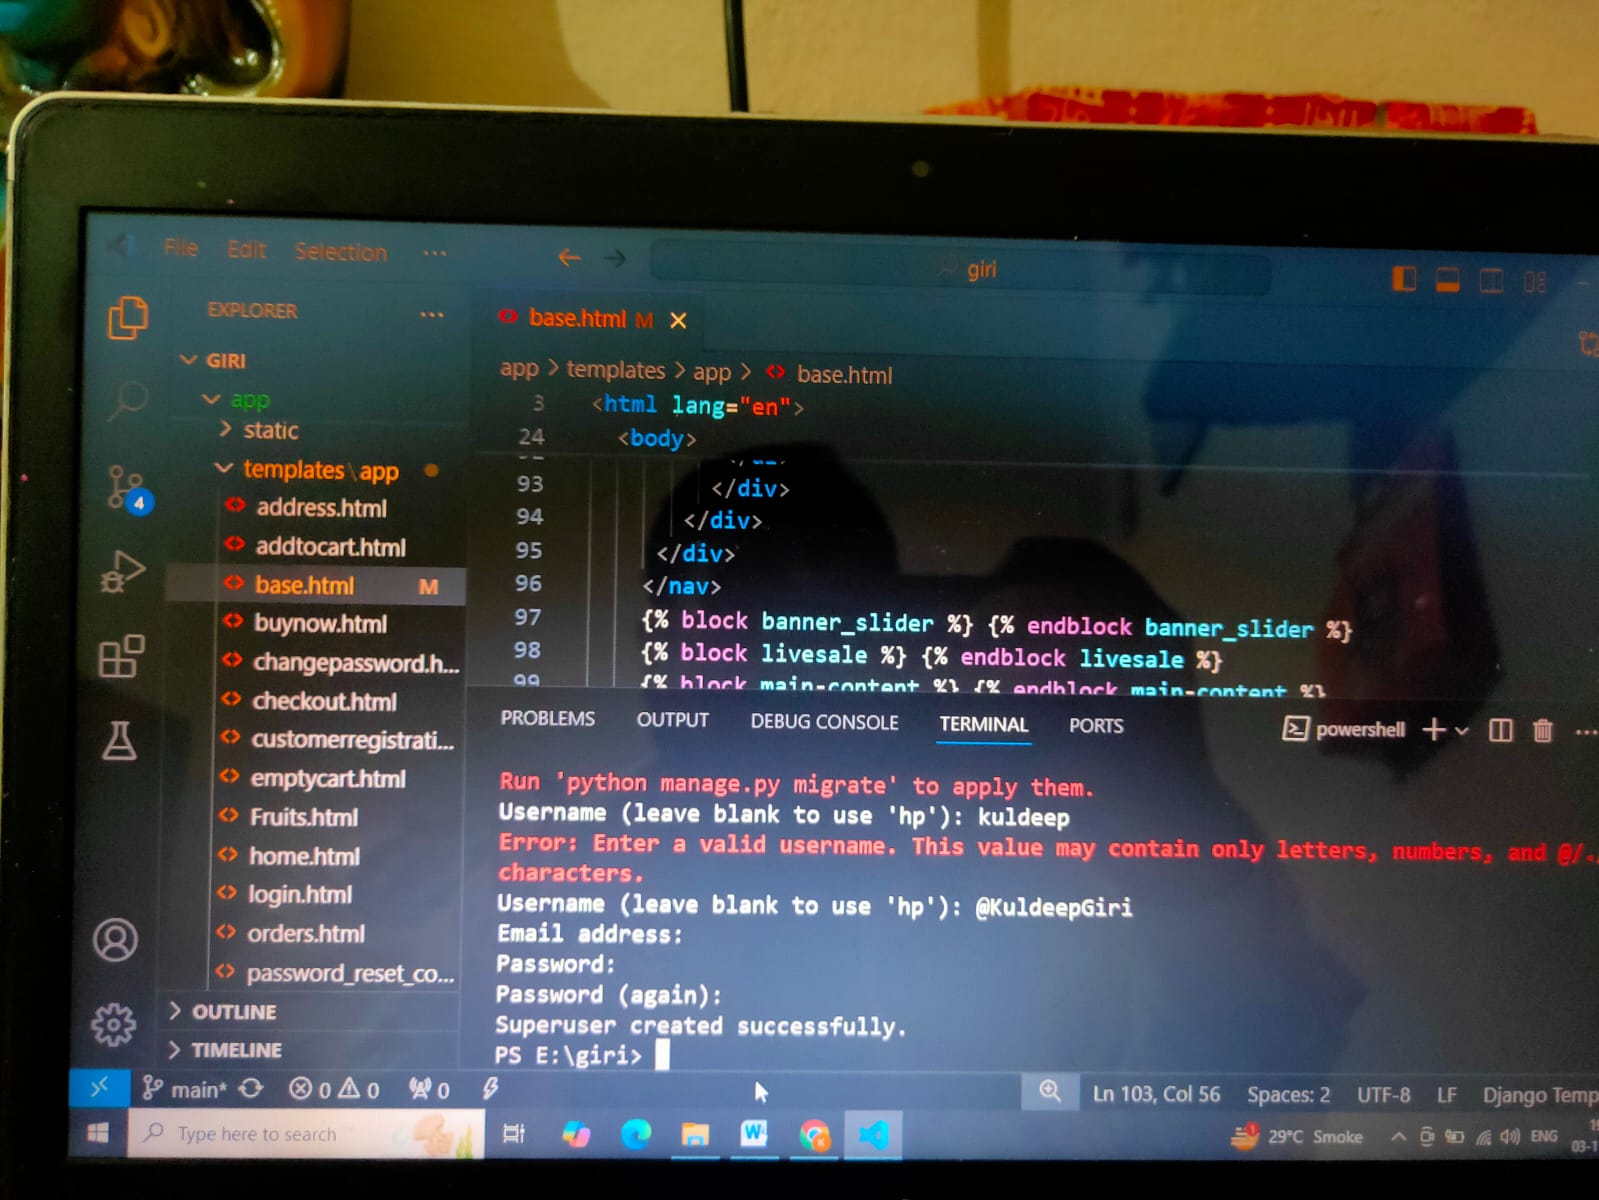 File Edit Selection ...
giri
EXPLORER ...
GIRI
app
static
templates\app
address.html
addtocart.html
base.html M
buynow.html
changepassword.h...
checkout.html
customerregistrati...
emptycart.html
Fruits.html
home.html
login.html
orders.html
password_reset_co...
OUTLINE
TIMELINE
4
base.html M
app > templates > app > base.html
3 <html lang="en">
24 <body>
93 </div>
94 </div>
95 </div>
96 </nav>
97 {% block banner_slider %} {% endblock banner_slider %}
98 {% block livesale %} {% endblock livesale %}
99 {% block main-content %} {% endblock main-content %}
PROBLEMS OUTPUT DEBUG CONSOLE TERMINAL PORTS powershell
Run 'python manage.py migrate' to apply them.
Username (leave blank to use 'hp'): kuldeep
Error: Enter a valid username. This value may contain only letters, numbers, and @/.
characters.
Username (leave blank to use 'hp'): @KuldeepGiri
Email address:
Password:
Password (again):
Superuser created successfully.
PS E:\giri>
main* 0 0 0 Ln 103, Col 56 Spaces: 2 UTF-8 LF Django Temp
Type here to search 29°C Smoke ENG